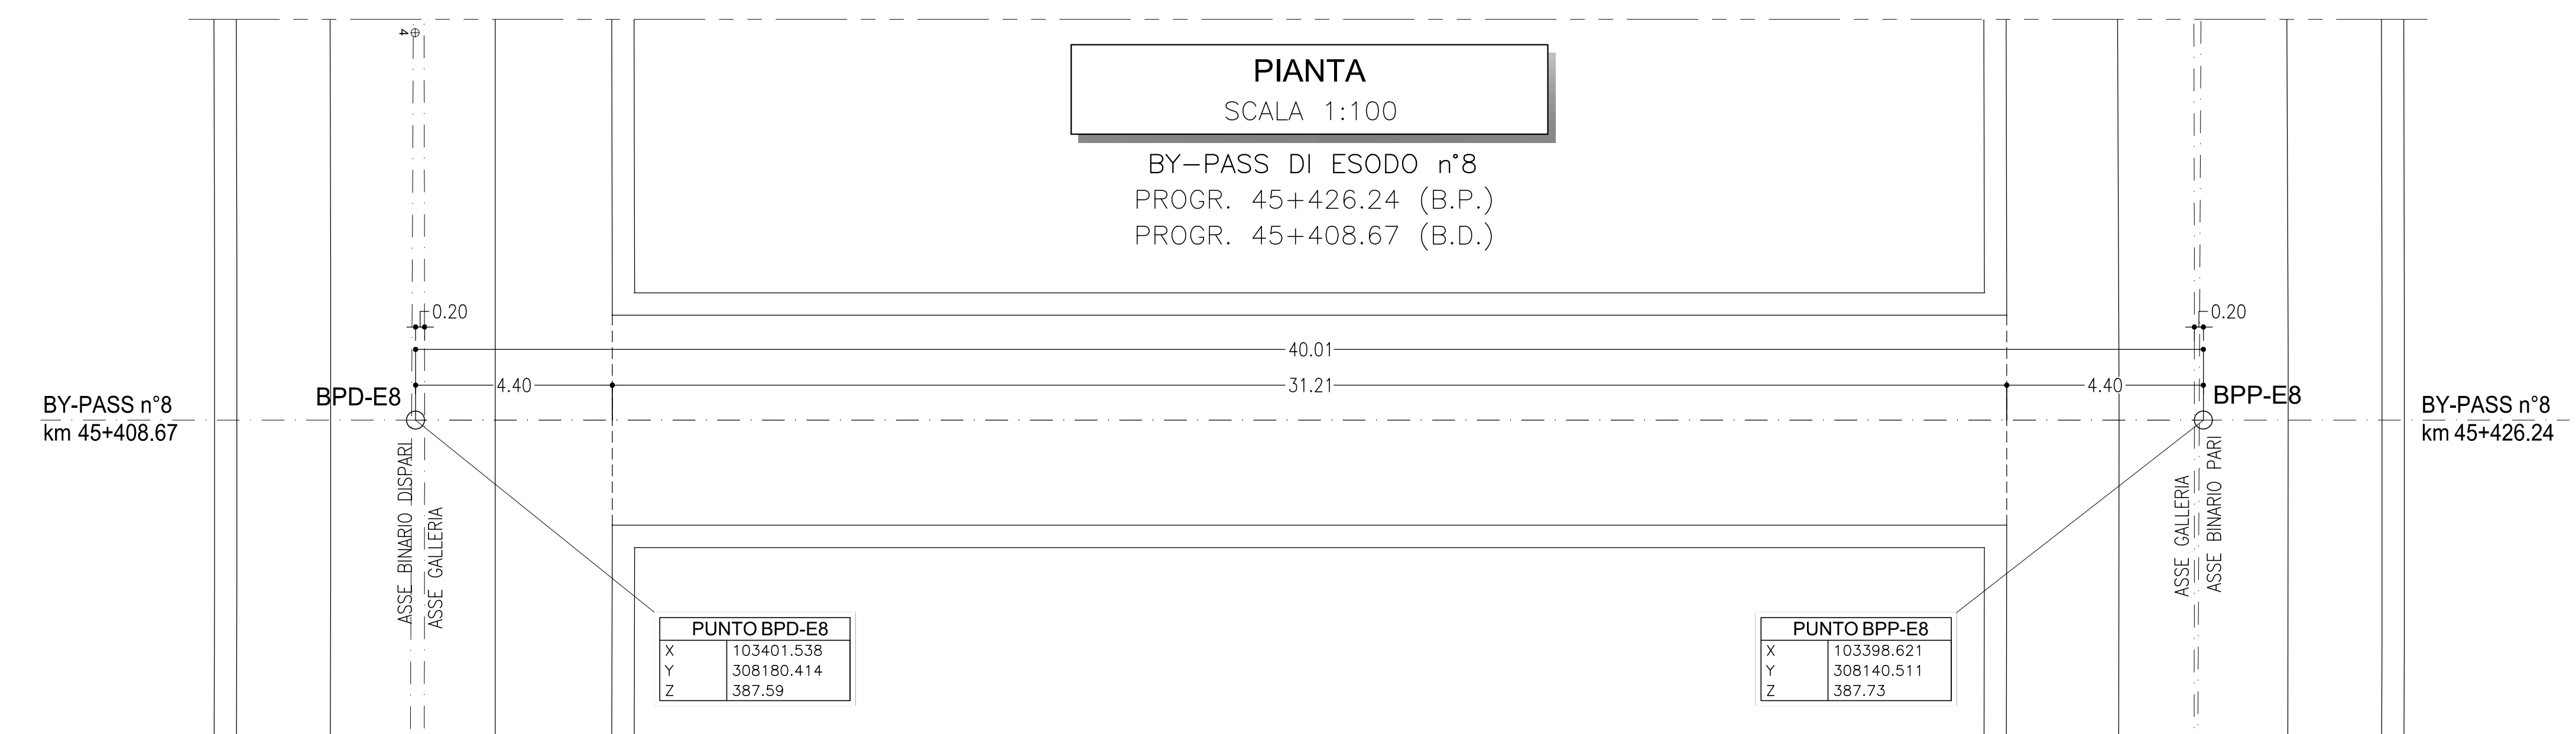 4
PIANTA
SCALA 1:100
BY-PASS DI ESODO n°8
PROGR. 45+426.24 (B.P.)
PROGR. 45+408.67 (B.D.)
0.20
0.20
40.01
4.40
31.21
4.40
BPD-E8
BPP-E8
BY-PASS n°8
km 45+408.67
BY-PASS n°8
km 45+426.24
ASSE BINARIO DISPARI
ASSE GALLERIA
ASSE GALLERIA
ASSE BINARIO PARI
PUNTO BPD-E8
X 103401.538
Y 308180.414
Z 387.59
PUNTO BPP-E8
X 103398.621
Y 308140.511
Z 387.73